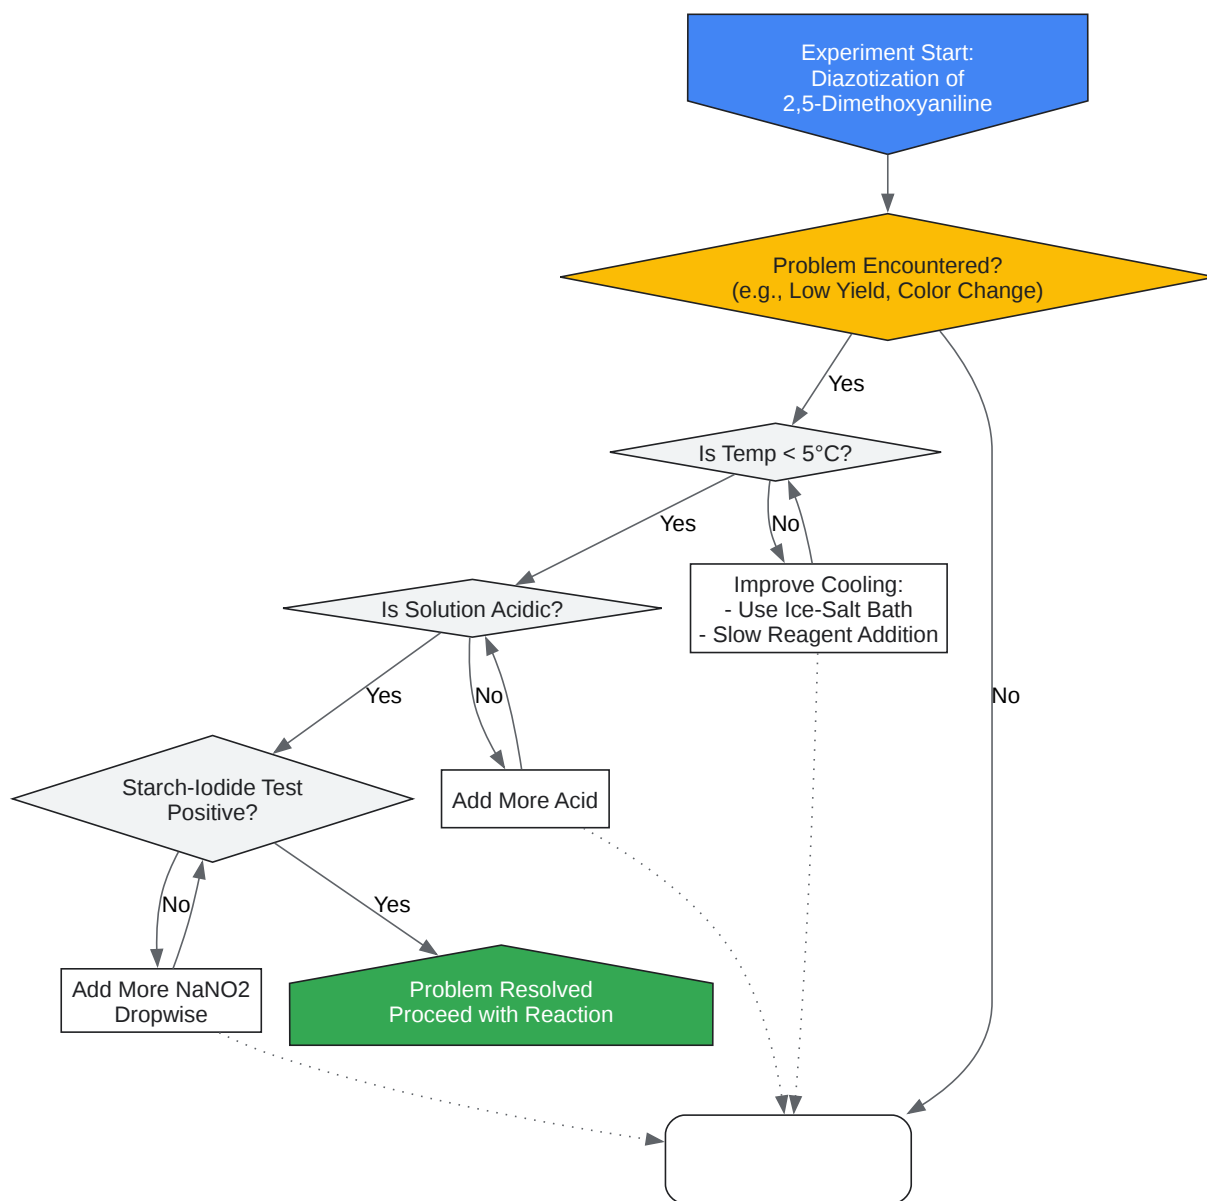 Experiment Start:
Diazotization of
2,5-Dimethoxyaniline
Problem Encountered?
(e.g., Low Yield, Color Change)
Yes
Is Temp < 5°C?
Yes
No
Improve Cooling:
- Use Ice-Salt Bath
- Slow Reagent Addition
Is Solution Acidic?
Yes
No
No
Starch-Iodide Test
Positive?
Add More Acid
No
Yes
Add More NaNO2
Dropwise
Problem Resolved
Proceed with Reaction